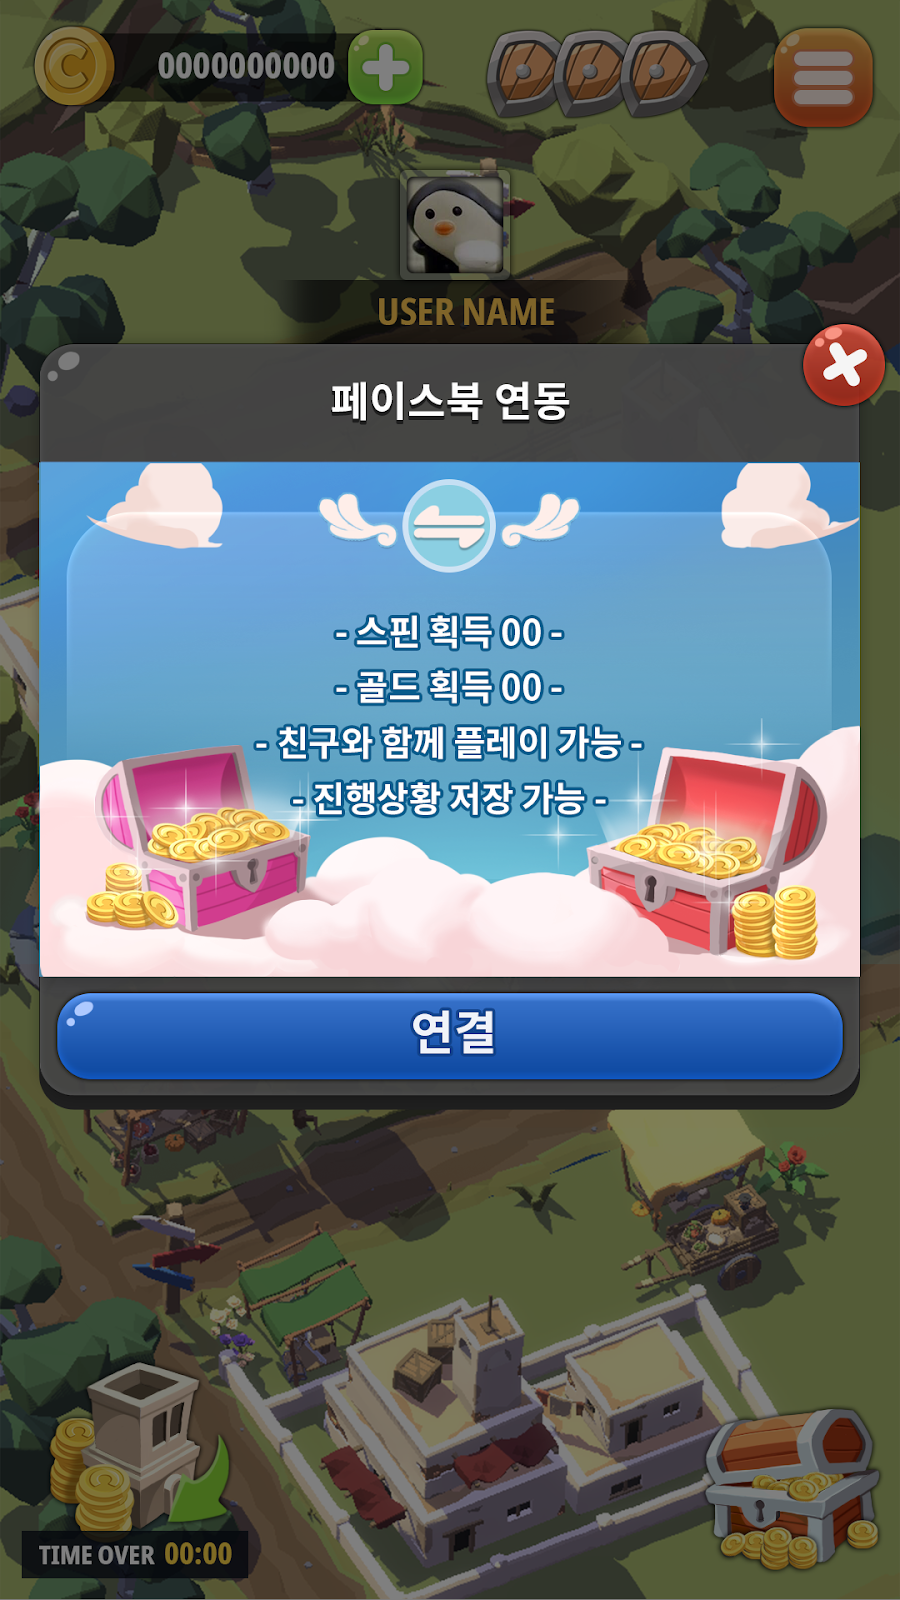 0000000000
USER NAME
페이스북 연동
- 스핀 획득 00 -
- 골드 획득 00 -
- 친구와 함께 플레이 가능 -
- 진행상황 저장 가능 -
연결
TIME OVER 00:00